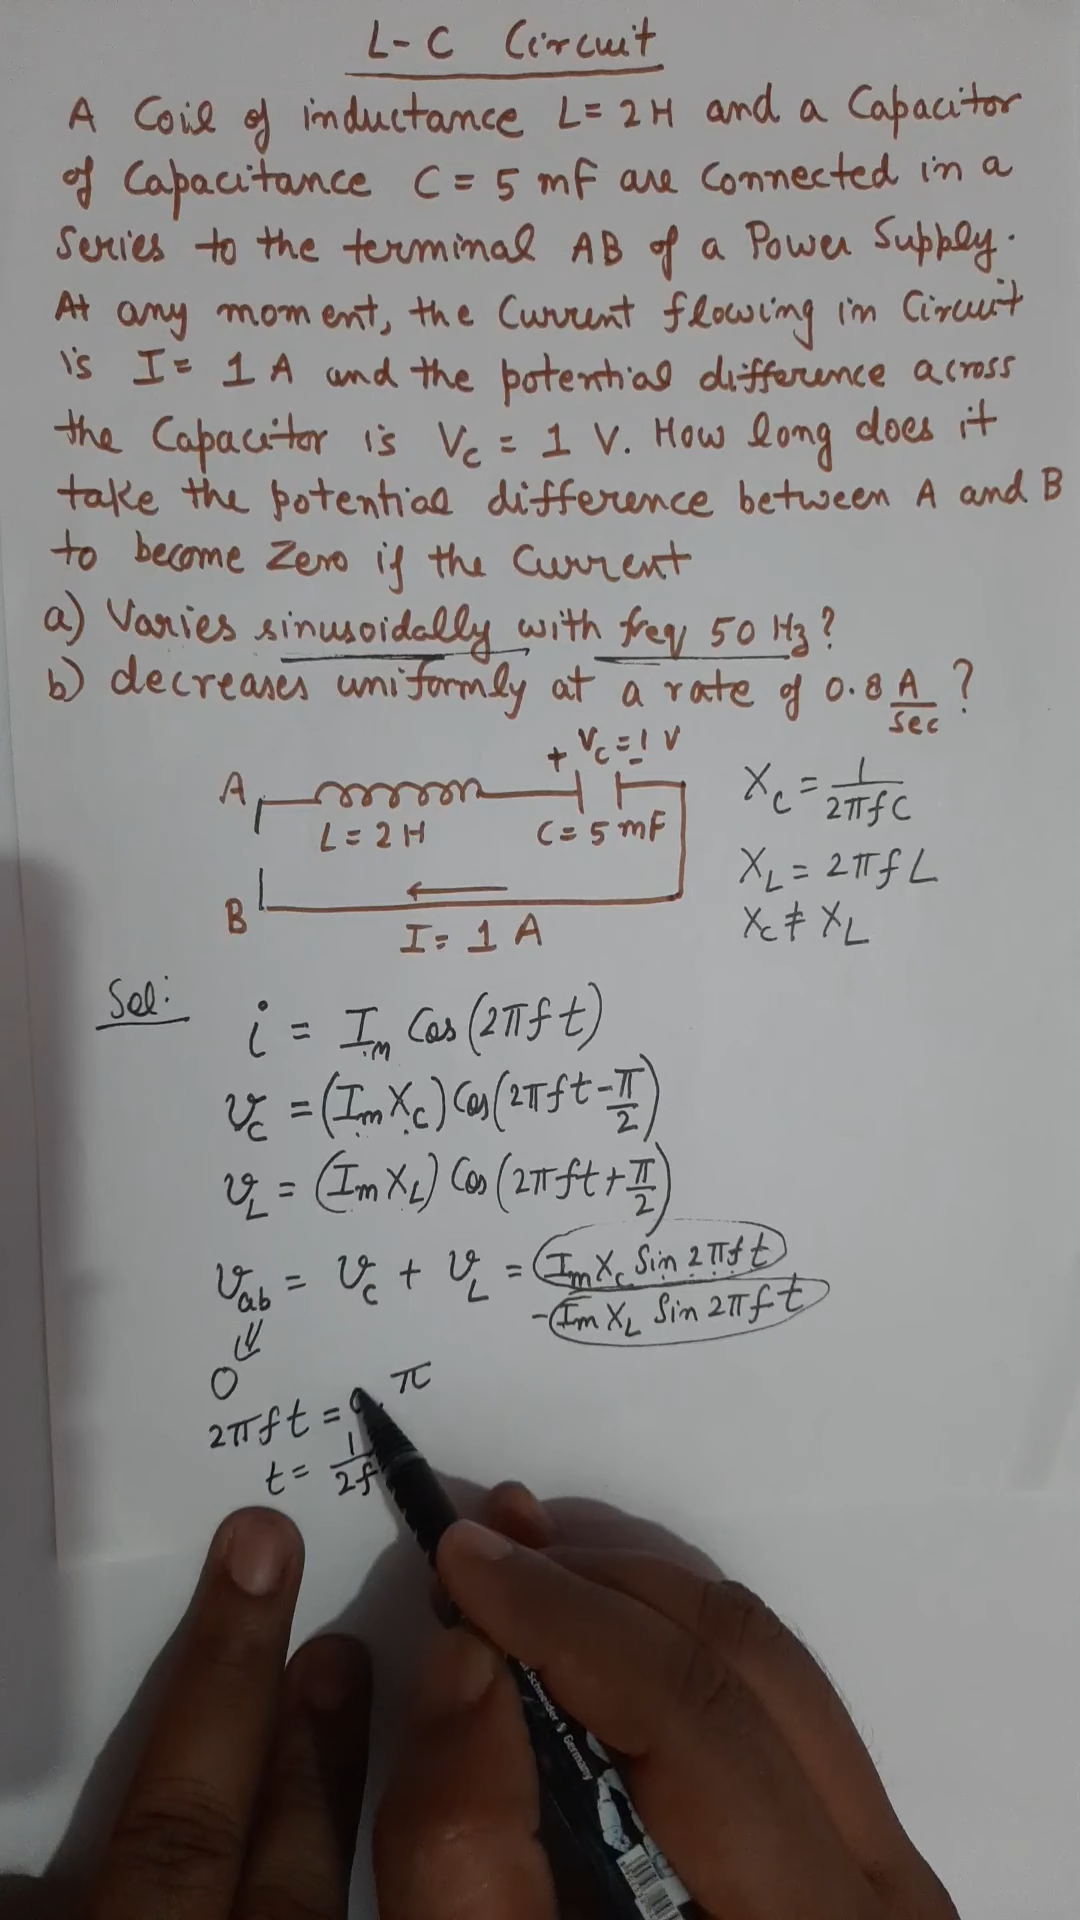 L-C Circuit
A Coil of inductance L= 2H and a Capacitor
of Capacitance C = 5 mF are Connected in a
Series to the terminal AB of a Power Supply.
At any moment, the Current flowing in Circuit
is I= 1 A and the potential difference across
the Capacitor is Vc = 1 V. How long does it
take the potential difference between A and B
to become Zero if the Current
a) Varies sinusoidally with freq 50 Hz?
b) decreases uniformly at a rate of 0.8 A/Sec ?
+ Vc = 1 V -
A
L= 2H
C= 5 mF
B
I= 1 A
Xc = 1/2πfC
XL = 2πfL
Xc ≠ XL
Sol:
i = Im Cos (2πft)
vc = (Im Xc) Cos (2πft - π/2)
vL = (Im XL) Cos (2πft + π/2)
vab = vc + vL = Im Xc Sin 2πft
- Im XL Sin 2πft
0
2πft = 0, π
t = 1/2f
Schneider
Germany